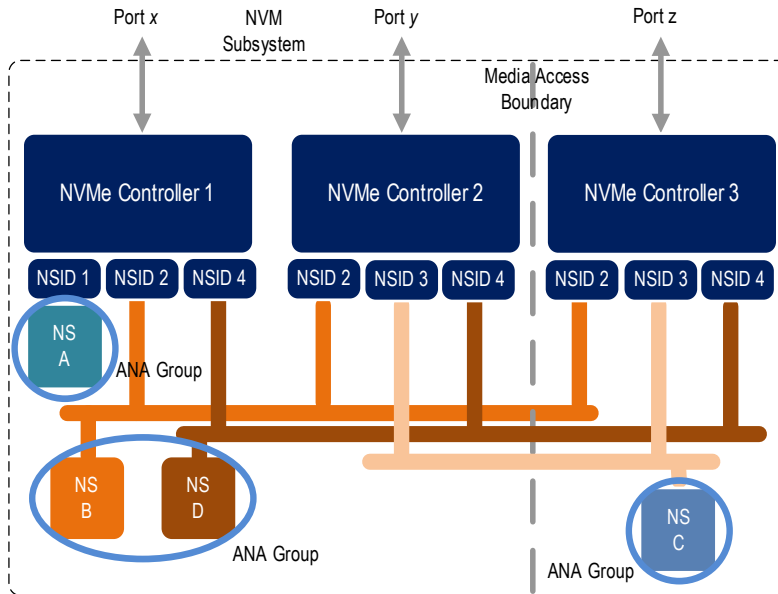 Port x
NVM
Subsystem
Port y
Port z
Media Access
Boundary
NVMe Controller 1
NVMe Controller 2
NVMe Controller 3
NSID 1
NSID 2
NSID 4
NSID 2
NSID 3
NSID 4
NSID 2
NSID 3
NSID 4
NS
A
ANA Group
NS
B
NS
D
ANA Group
NS
C
ANA Group